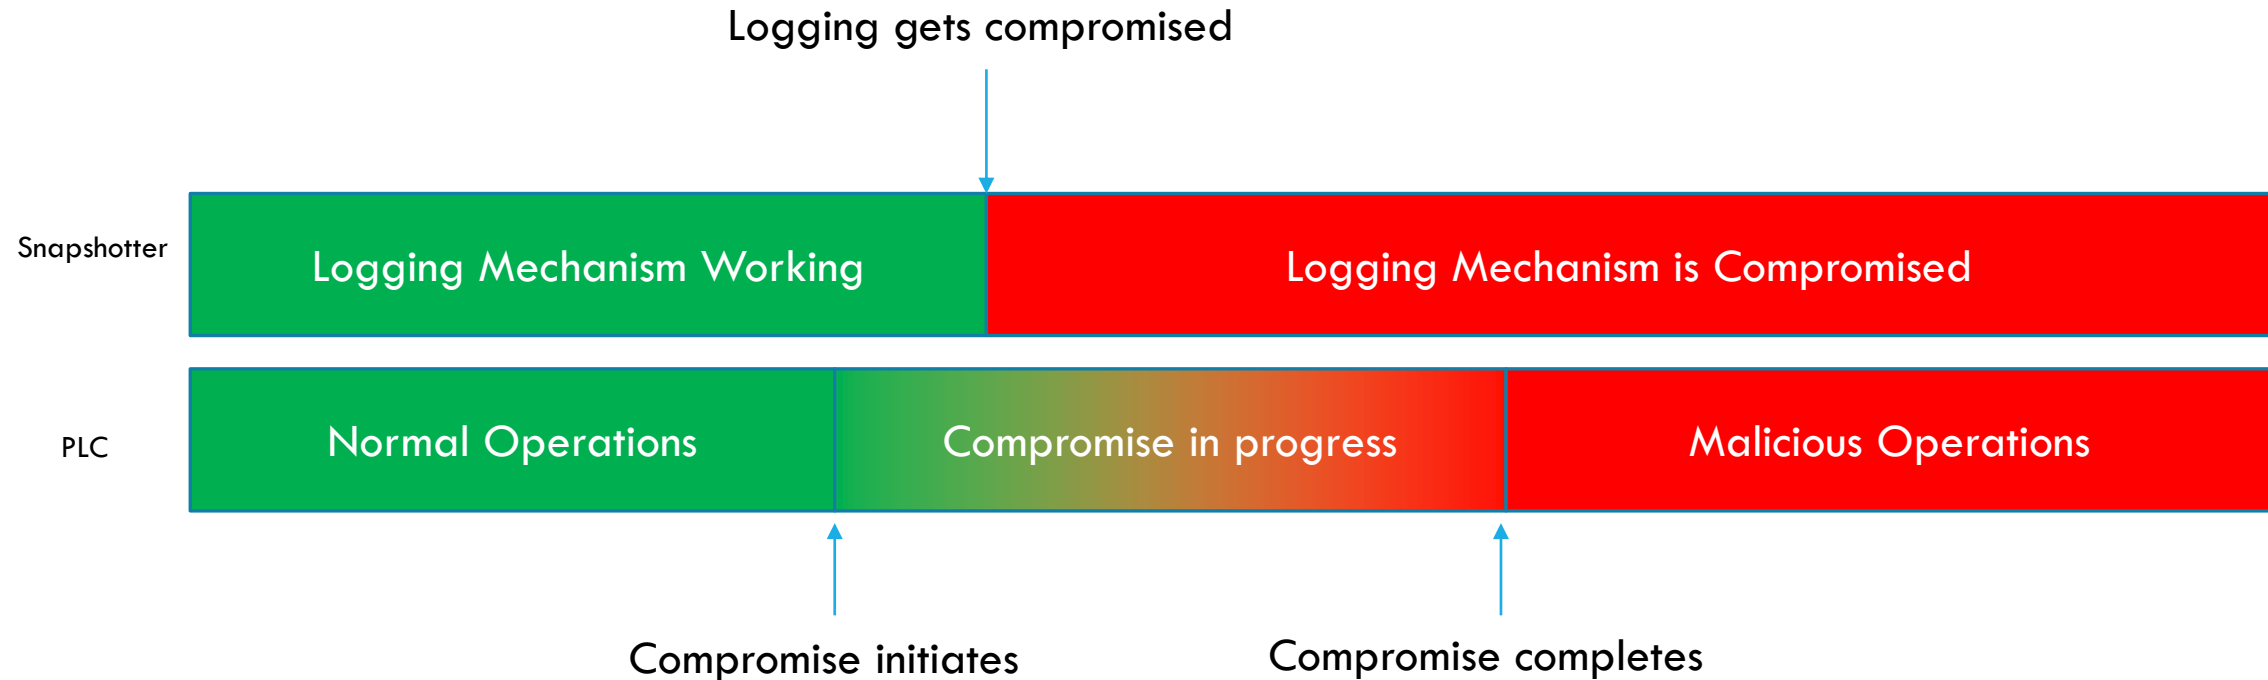 Logging gets compromised
Snapshotter
Logging Mechanism Working
Logging Mechanism is Compromised
PLC
Normal Operations
Compromise in progress
Malicious Operations
Compromise initiates
Compromise completes